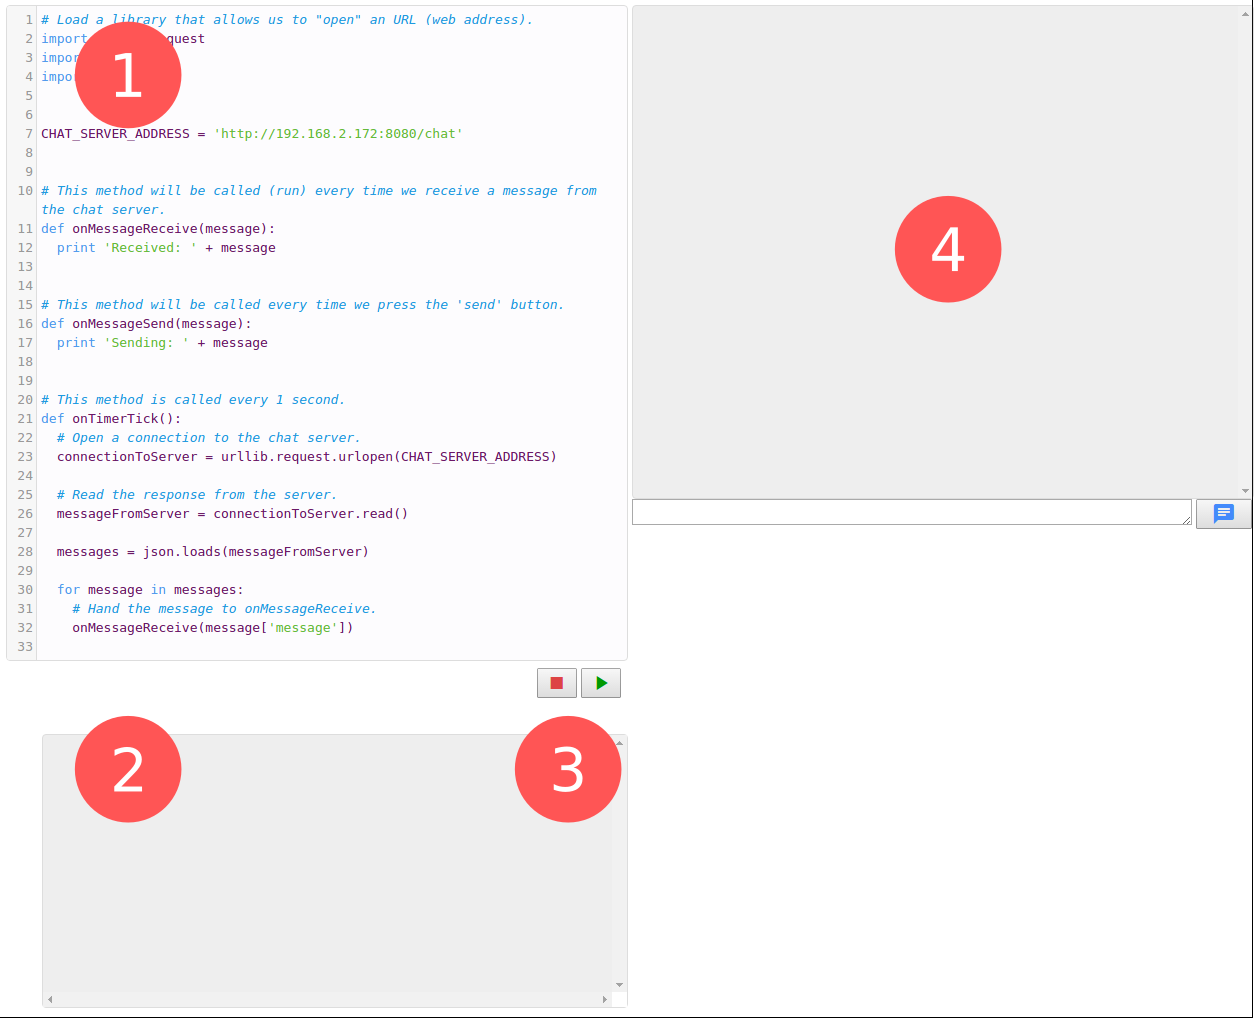 1 # Load a library that allows us to "open" an URL (web address).
2 import quest
3 impor
4 impor
5
6
7 CHAT_SERVER_ADDRESS = 'http://192.168.2.172:8080/chat'
8
9
10 # This method will be called (run) every time we receive a message from
the chat server.
11 def onMessageReceive(message):
12   print 'Received: ' + message
13
14
15 # This method will be called every time we press the 'send' button.
16 def onMessageSend(message):
17   print 'Sending: ' + message
18
19
20 # This method is called every 1 second.
21 def onTimerTick():
22   # Open a connection to the chat server.
23   connectionToServer = urllib.request.urlopen(CHAT_SERVER_ADDRESS)
24
25   # Read the response from the server.
26   messageFromServer = connectionToServer.read()
27
28   messages = json.loads(messageFromServer)
29
30   for message in messages:
31     # Hand the message to onMessageReceive.
32     onMessageReceive(message['message'])
33
1
2
3
4